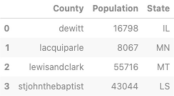 County Population State
0 dewitt 16798 IL
1 lacquiparle 8067 MN
2 lewisandclark 55716 MT
3 stjohnthebaptist 43044 LS